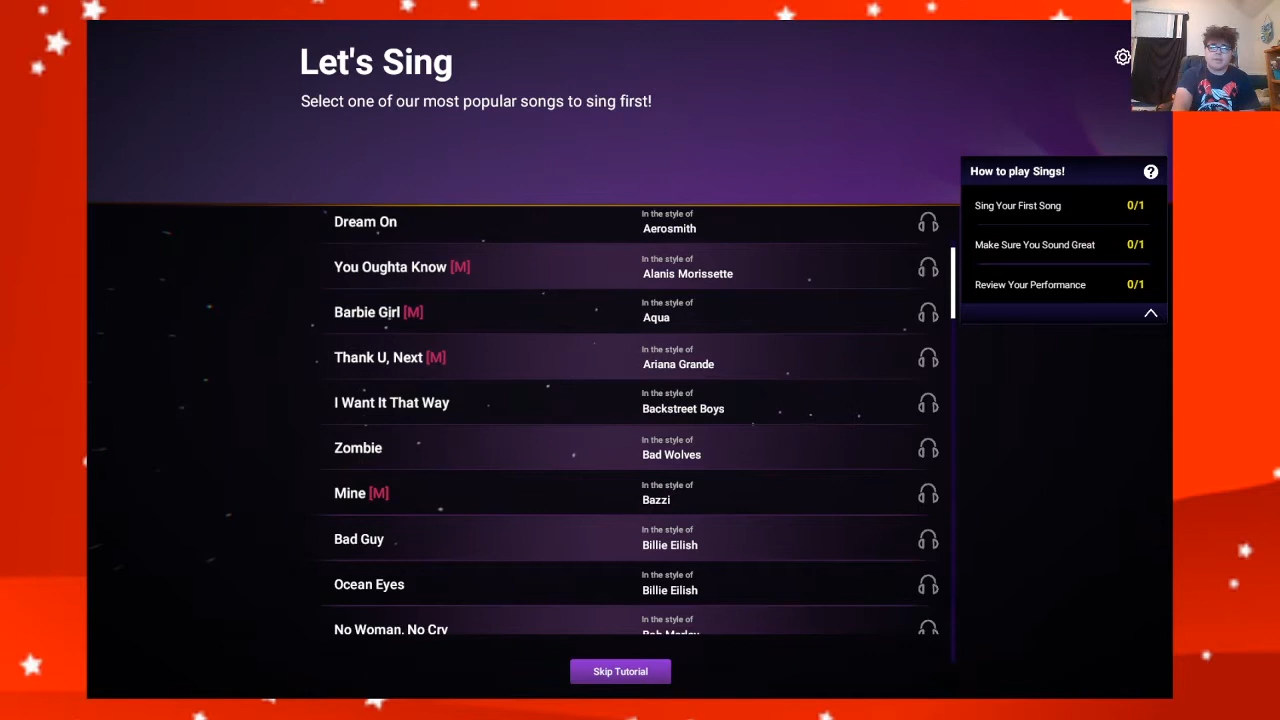 Let's Sing
Select one of our most popular songs to sing first!
How to play Sings! ?
Sing Your First Song 0/1
Make Sure You Sound Great 0/1
Review Your Performance 0/1
Dream On In the style of Aerosmith
You Oughta Know [M] In the style of Alanis Morissette
Barbie Girl [M] In the style of Aqua
Thank U, Next [M] In the style of Ariana Grande
I Want It That Way In the style of Backstreet Boys
Zombie In the style of Bad Wolves
Mine [M] In the style of Bazzi
Bad Guy In the style of Billie Eilish
Ocean Eyes In the style of Billie Eilish
No Woman, No Cry In the style of Bob Marley
Skip Tutorial